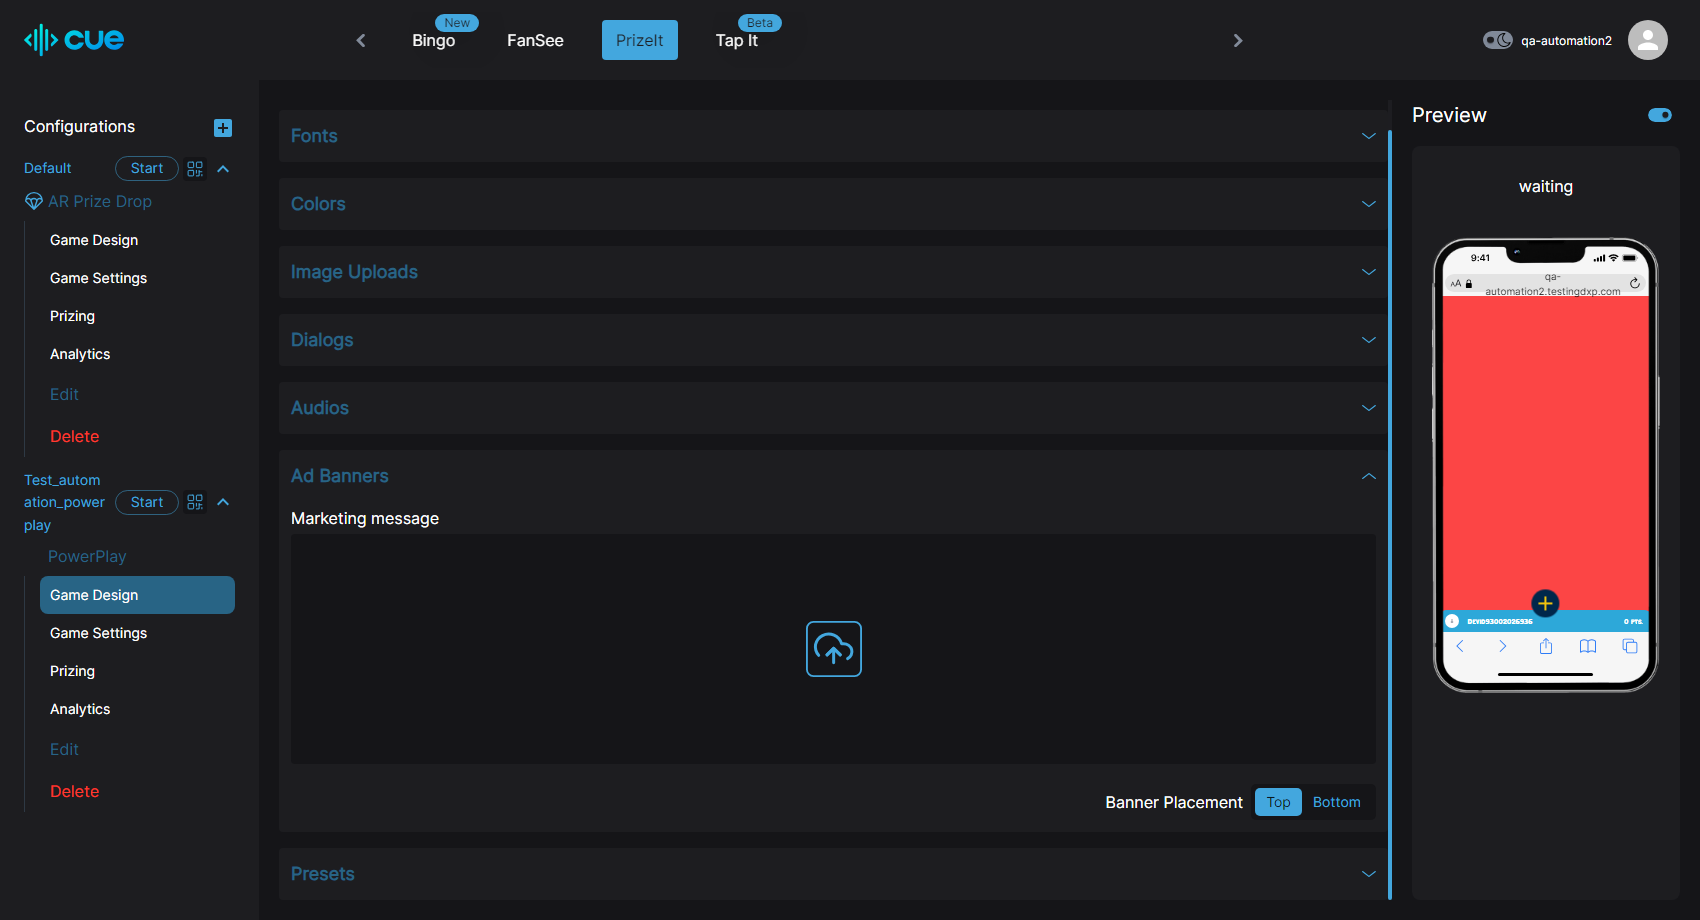 cue
New
Bingo
FanSee
PrizeIt
Beta
Tap It
qa-automation2
Configurations
Default
Start
AR Prize Drop
Game Design
Game Settings
Prizing
Analytics
Edit
Delete
Test_autom
ation_power
play
Start
PowerPlay
Game Design
Game Settings
Prizing
Analytics
Edit
Delete
Fonts
Colors
Image Uploads
Dialogs
Audios
Ad Banners
Marketing message
Banner Placement
Top
Bottom
Presets
Preview
waiting
9:41
AA
qa-
automation2.testingdxp.com
0 PTS.